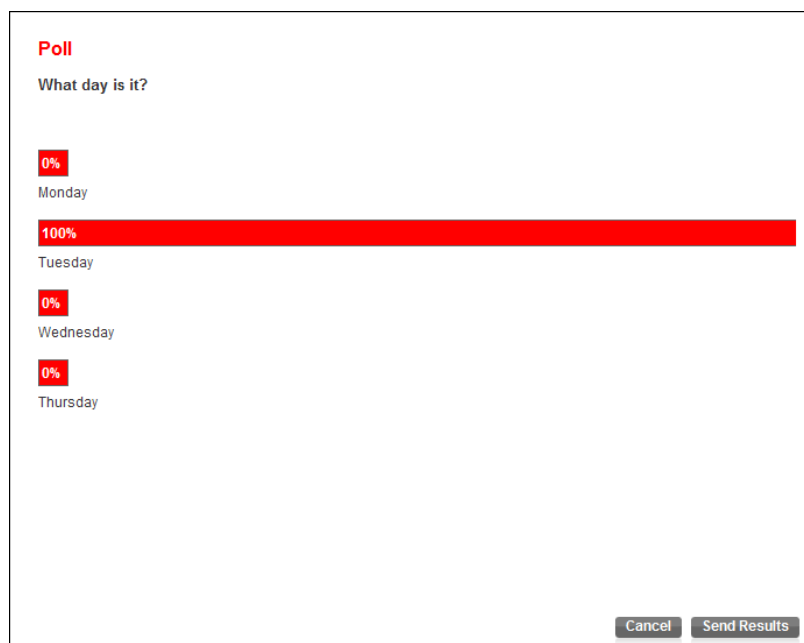 Poll
What day is it?
0%
Monday
100%
Tuesday
0%
Wednesday
0%
Thursday
Cancel Send Results